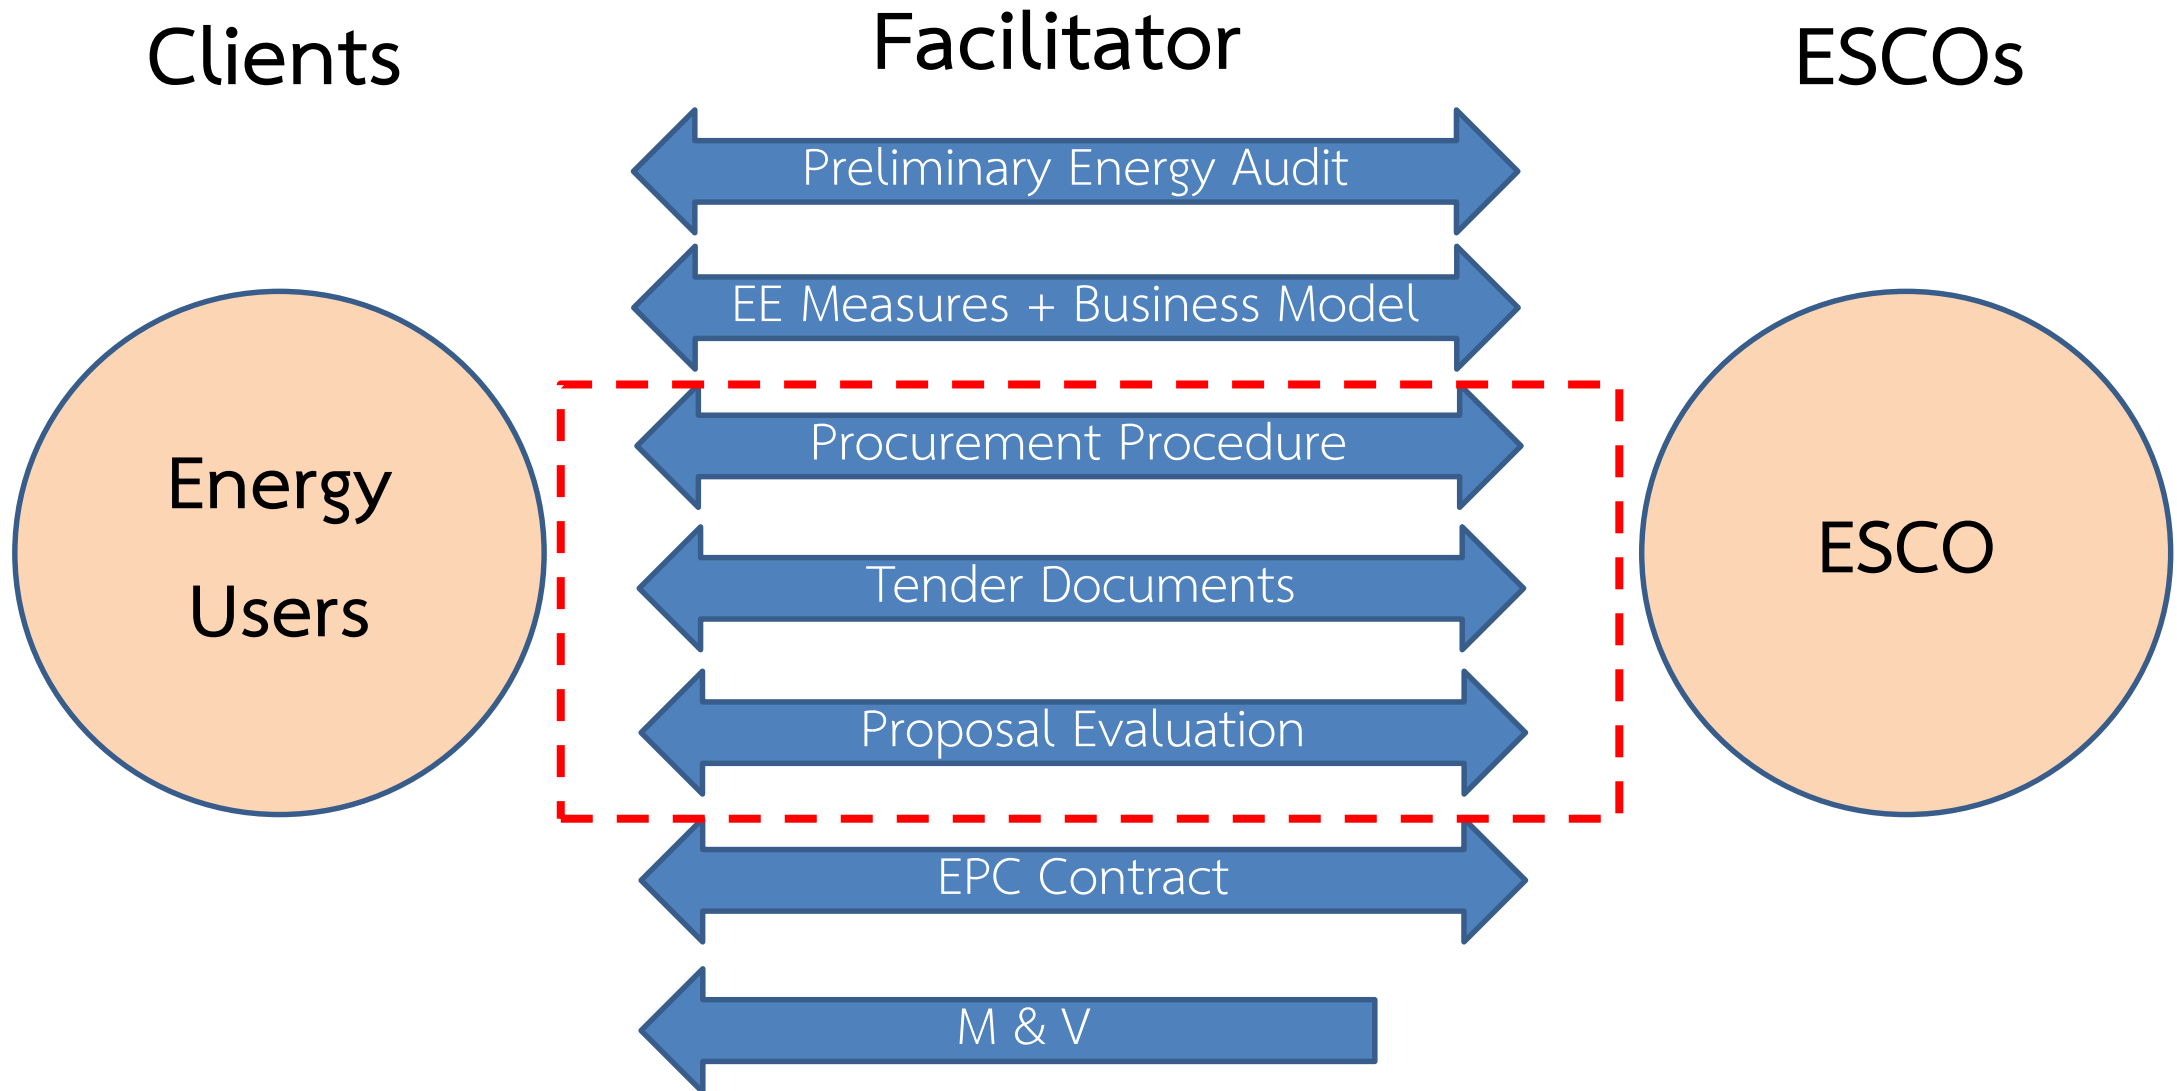 Clients
Facilitator
ESCOs
Preliminary Energy Audit
EE Measures + Business Model
Procurement Procedure
Tender Documents
Proposal Evaluation
EPC Contract
M & V
Energy
Users
ESCO